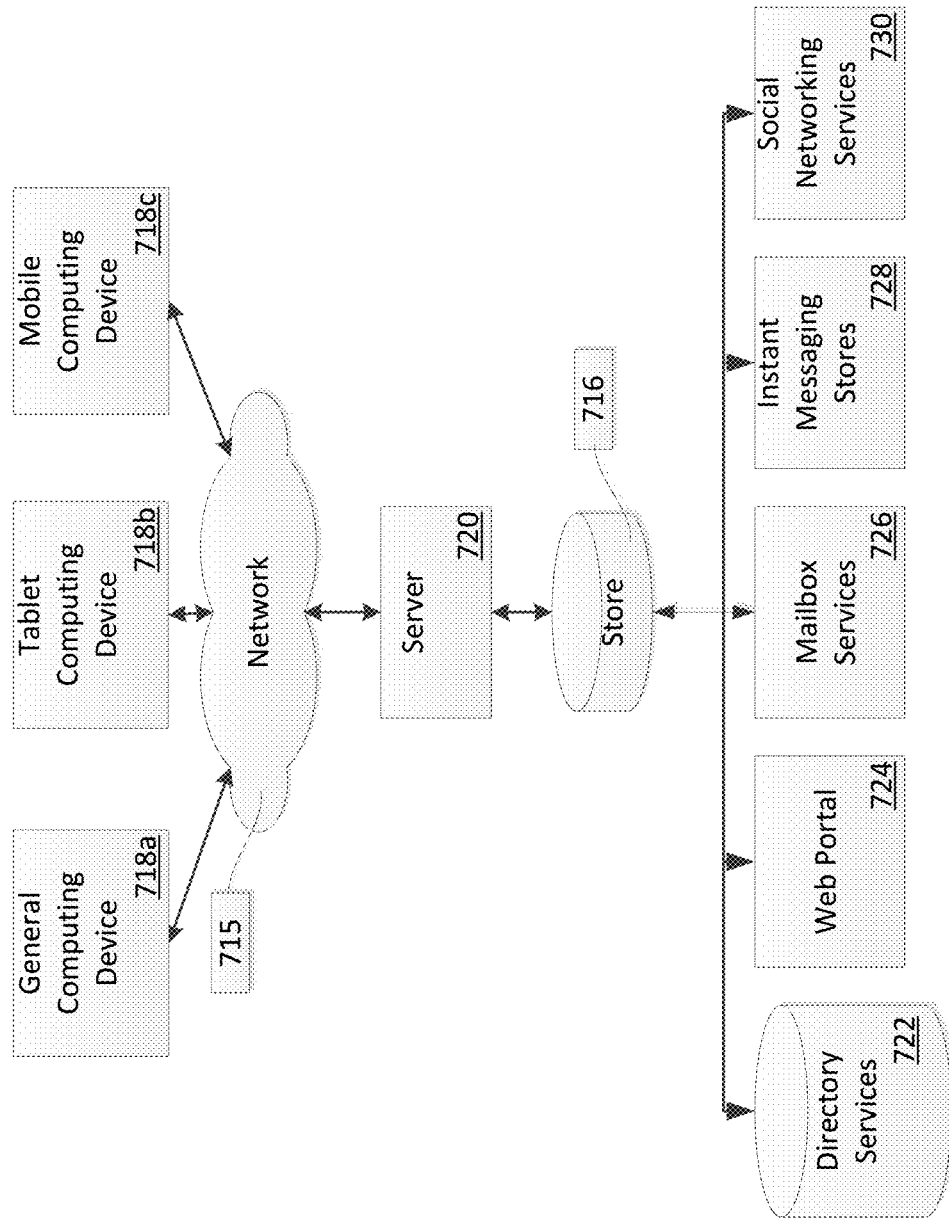 General
Computing
Device
718a
Tablet
Computing
Device
718b
Mobile
Computing
Device
718c
715
Network
Server
720
716
Store
Directory
Services
722
Web Portal
724
Mailbox
Services
726
Instant
Messaging
Stores
728
Social
Networking
Services
730